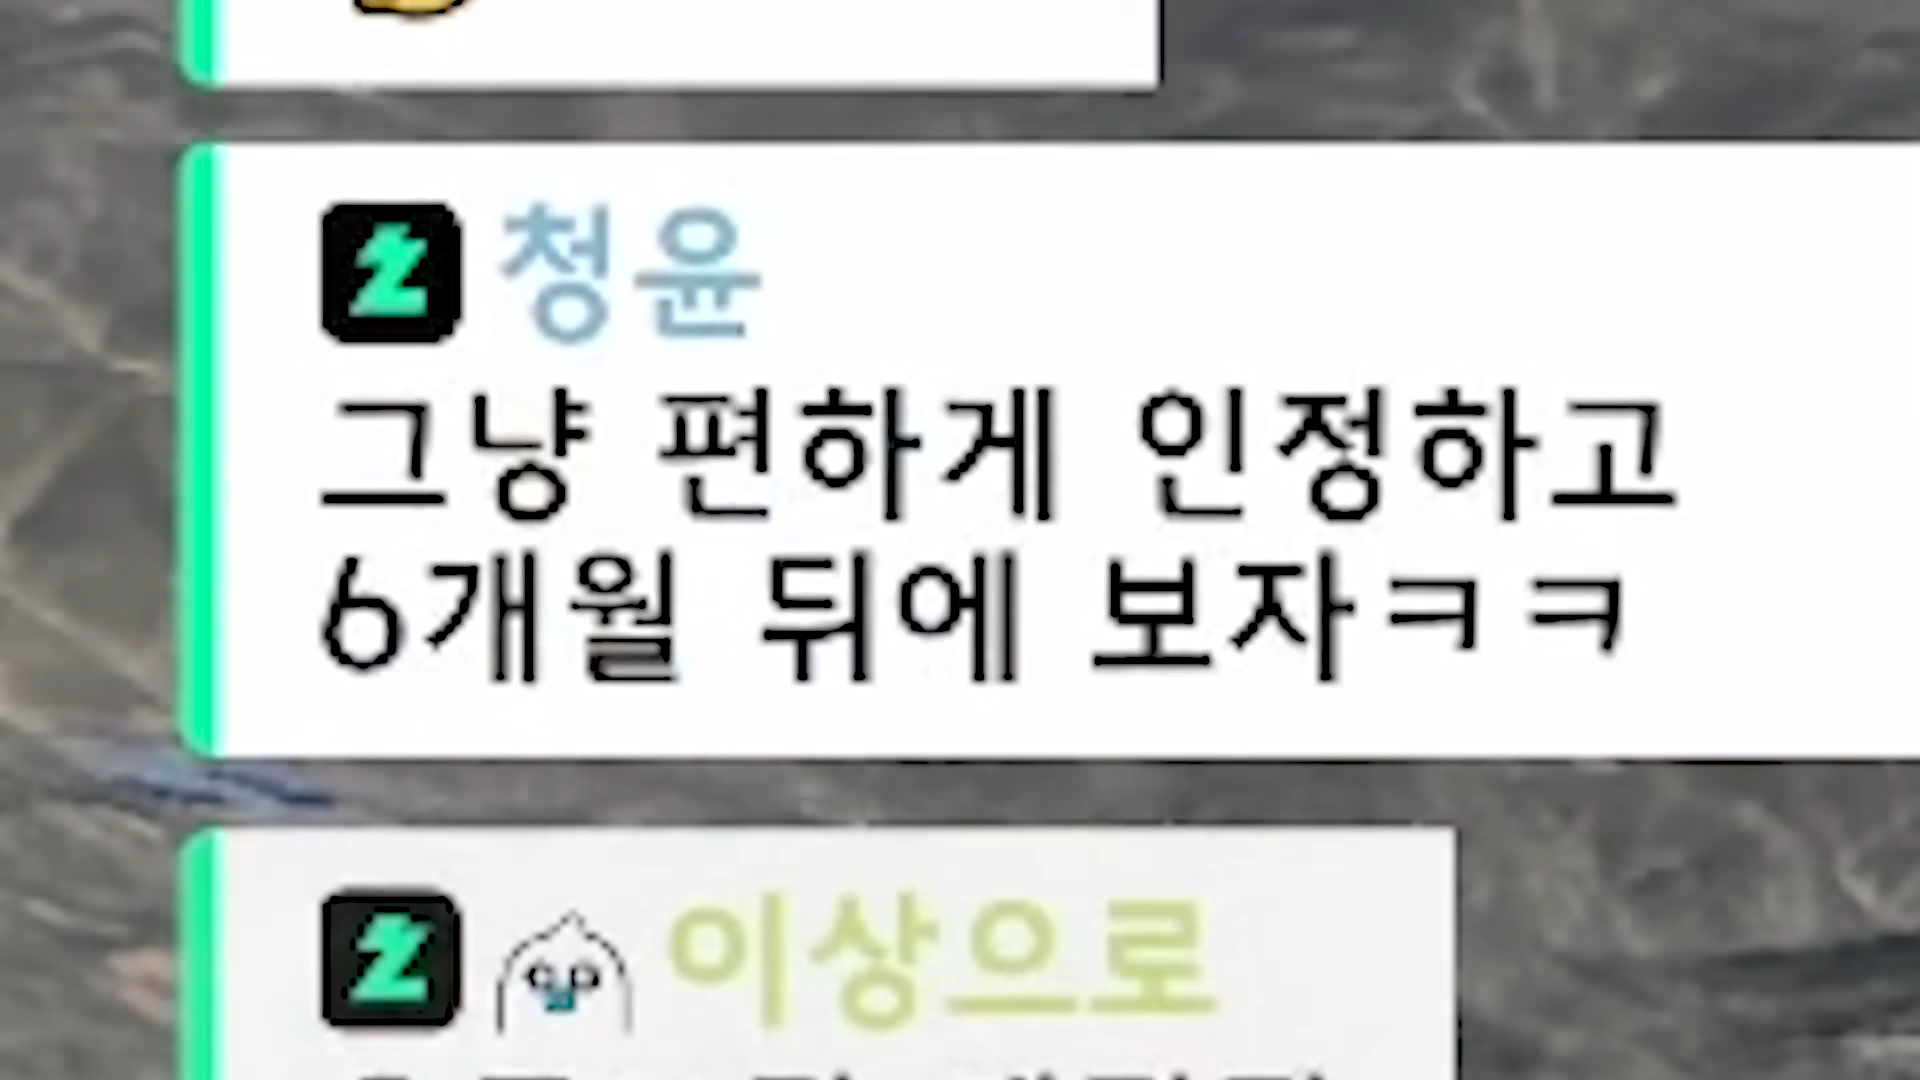 청윤
그냥 편하게 인정하고
6개월 뒤에 보자ㅋㅋ
이상으로